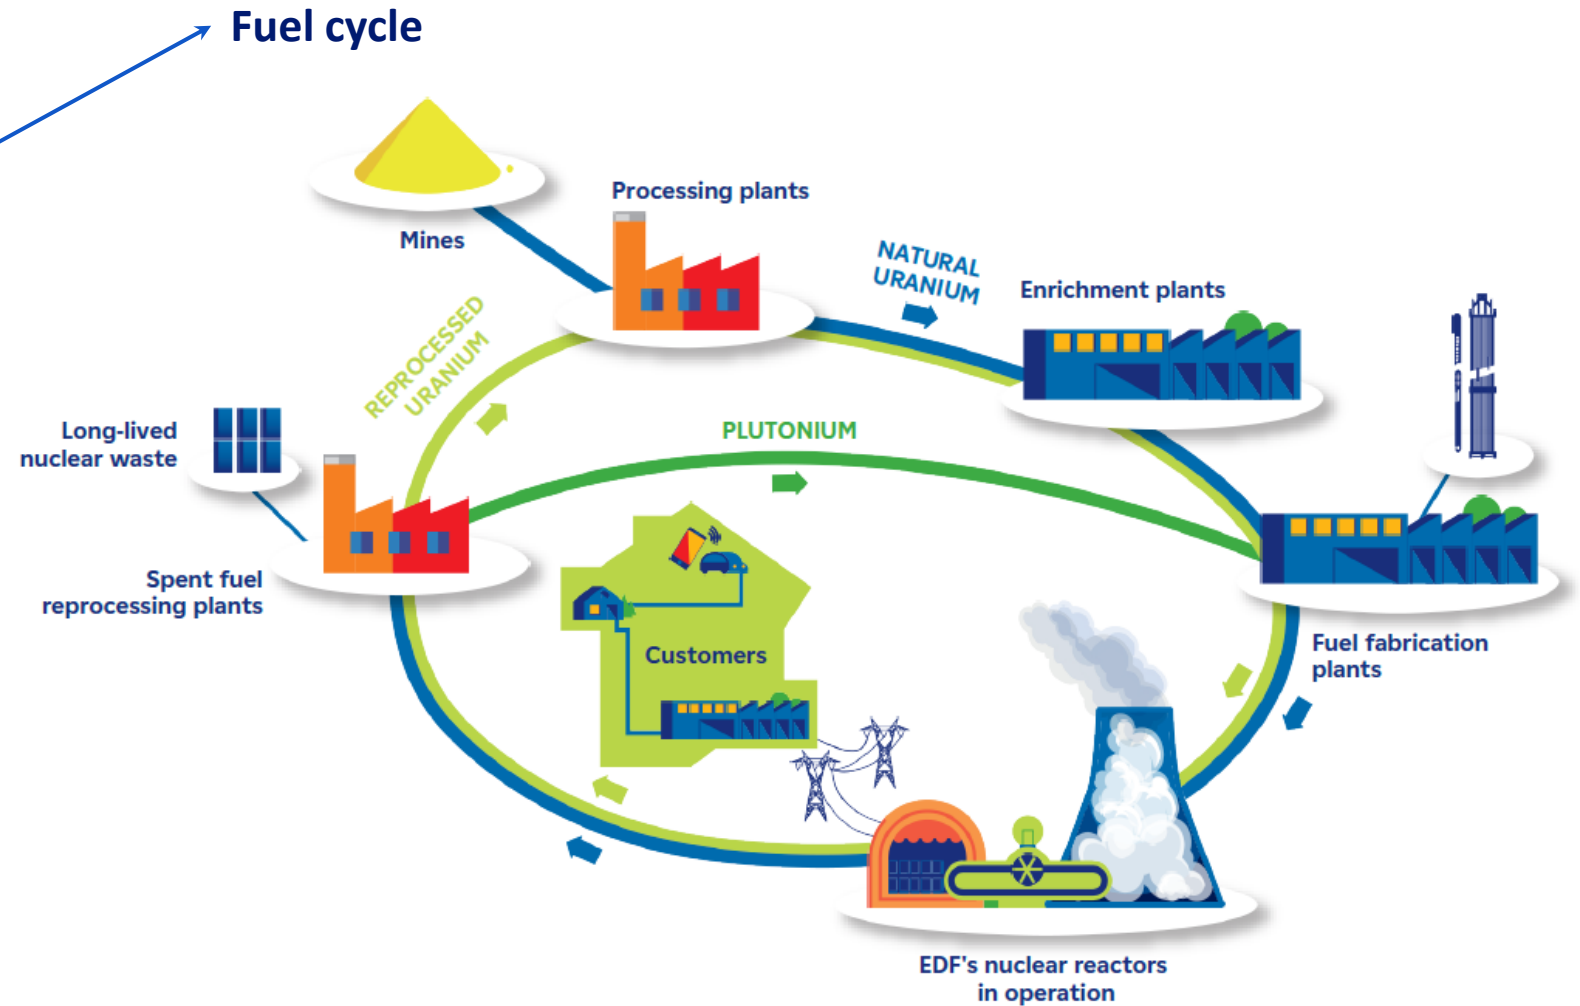 Fuel cycle
Mines
Processing plants
NATURAL
URANIUM
Enrichment plants
REPROCESSED
URANIUM
Long-lived
nuclear waste
PLUTONIUM
Spent fuel
reprocessing plants
Customers
Fuel fabrication
plants
EDF's nuclear reactors
in operation